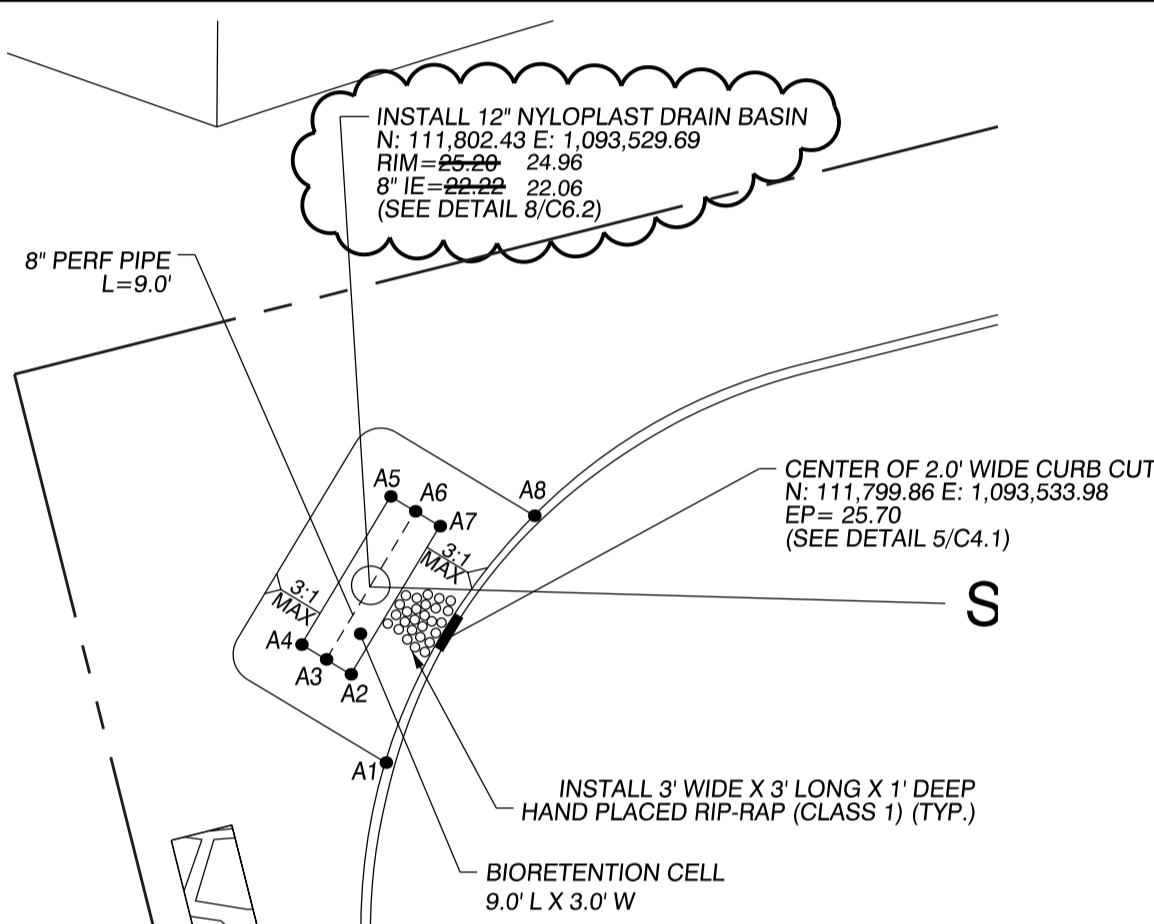 INSTALL 12" NYLOPLAST DRAIN BASIN
N: 111,802.43 E: 1,093,529.69
RIM=25.20 24.96
8" IE=22.22 22.06
(SEE DETAIL 8/C6.2)
8" PERF PIPE
L=9.0'
CENTER OF 2.0' WIDE CURB CUT
N: 111,799.86 E: 1,093,533.98
EP= 25.70
(SEE DETAIL 5/C4.1)
A5
A6
A7
A8
3:1
MAX
3:1
MAX
S
A4
A3
A2
A1
INSTALL 3' WIDE X 3' LONG X 1' DEEP
HAND PLACED RIP-RAP (CLASS 1) (TYP.)
BIORETENTION CELL
9.0' L X 3.0' W